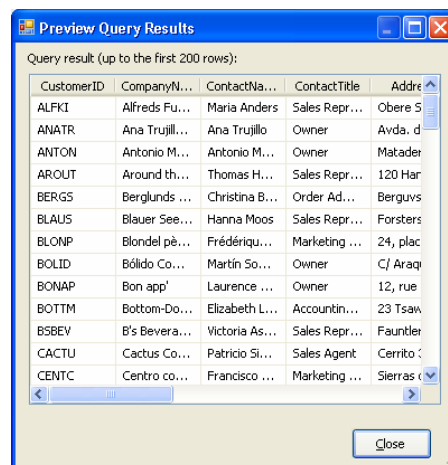 Preview Query Results
Query result (up to the first 200 rows):
CustomerID CompanyN... ContactNa... ContactTitle Addre
ALFKI Alfreds Fu... Maria Anders Sales Repr... Obere S
ANATR Ana Trujill... Ana Trujillo Owner Avda. d
ANTON Antonio M... Antonio M... Owner Matader
AROUT Around th... Thomas H... Sales Repr... 120 Han
BERGS Berglunds ... Christina B... Order Ad... Berguvs
BLAUS Blauer See... Hanna Moos Sales Repr... Forsters
BLONP Blondel pè... Frédériqu... Marketing ... 24, plac
BOLID Bólido Co... Martín So... Owner C/ Araq
BONAP Bon app' Laurence ... Owner 12, rue
BOTTM Bottom-Do... Elizabeth L... Accountin... 23 Tsaw
BSBEV B's Bevera... Victoria As... Sales Repr... Fauntler
CACTU Cactus Co... Patricio Si... Sales Agent Cerrito 3
CENTC Centro co... Francisco ... Marketing ... Sierras d
Close